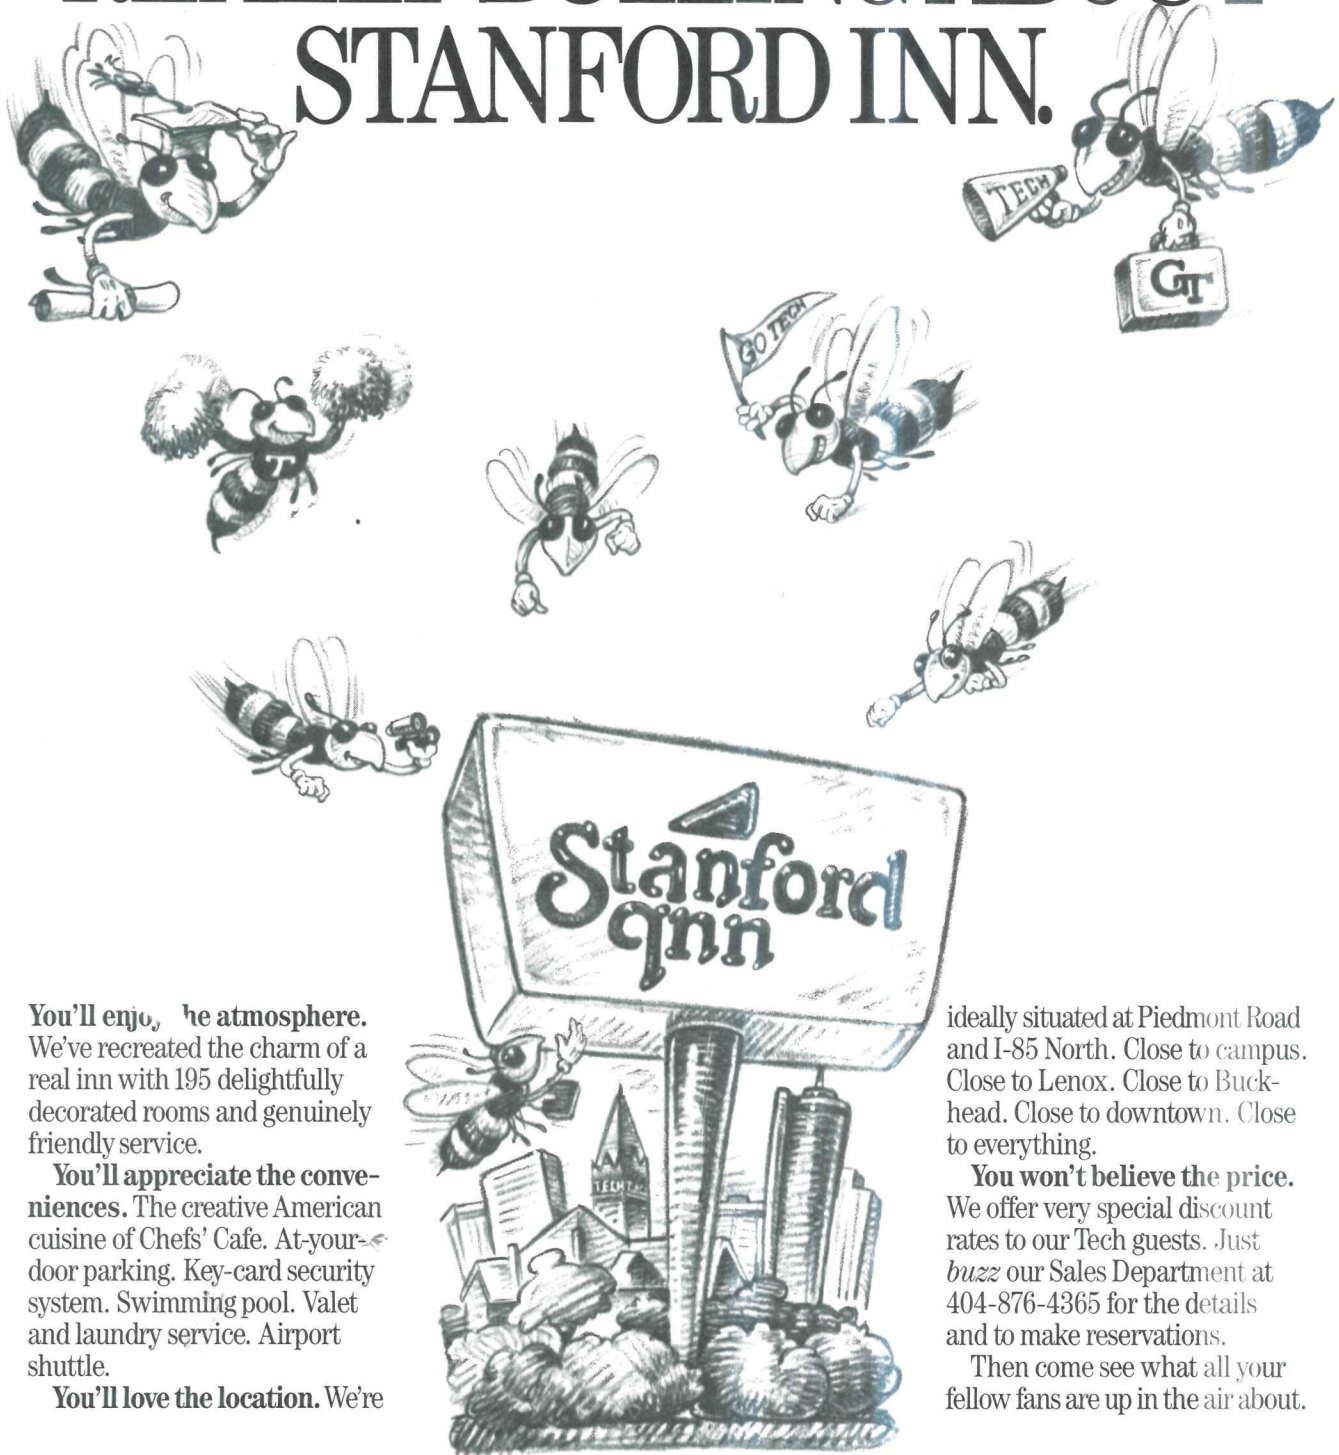 STANFORD INN.
TECH
GT
GO TECH
T
Stanford
Inn
TECH
You'll enjoy the atmosphere.
We've recreated the charm of a
real inn with 195 delightfully
decorated rooms and genuinely
friendly service.
You'll appreciate the conve-
niences. The creative American
cuisine of Chefs' Cafe. At-your-
door parking. Key-card security
system. Swimming pool. Valet
and laundry service. Airport
shuttle.
You'll love the location. We're
ideally situated at Piedmont Road
and I-85 North. Close to campus.
Close to Lenox. Close to Buck-
head. Close to downtown. Close
to everything.
You won't believe the price.
We offer very special discount
rates to our Tech guests. Just
buzz our Sales Department at
404-876-4365 for the details
and to make reservations.
Then come see what all your
fellow fans are up in the air about.